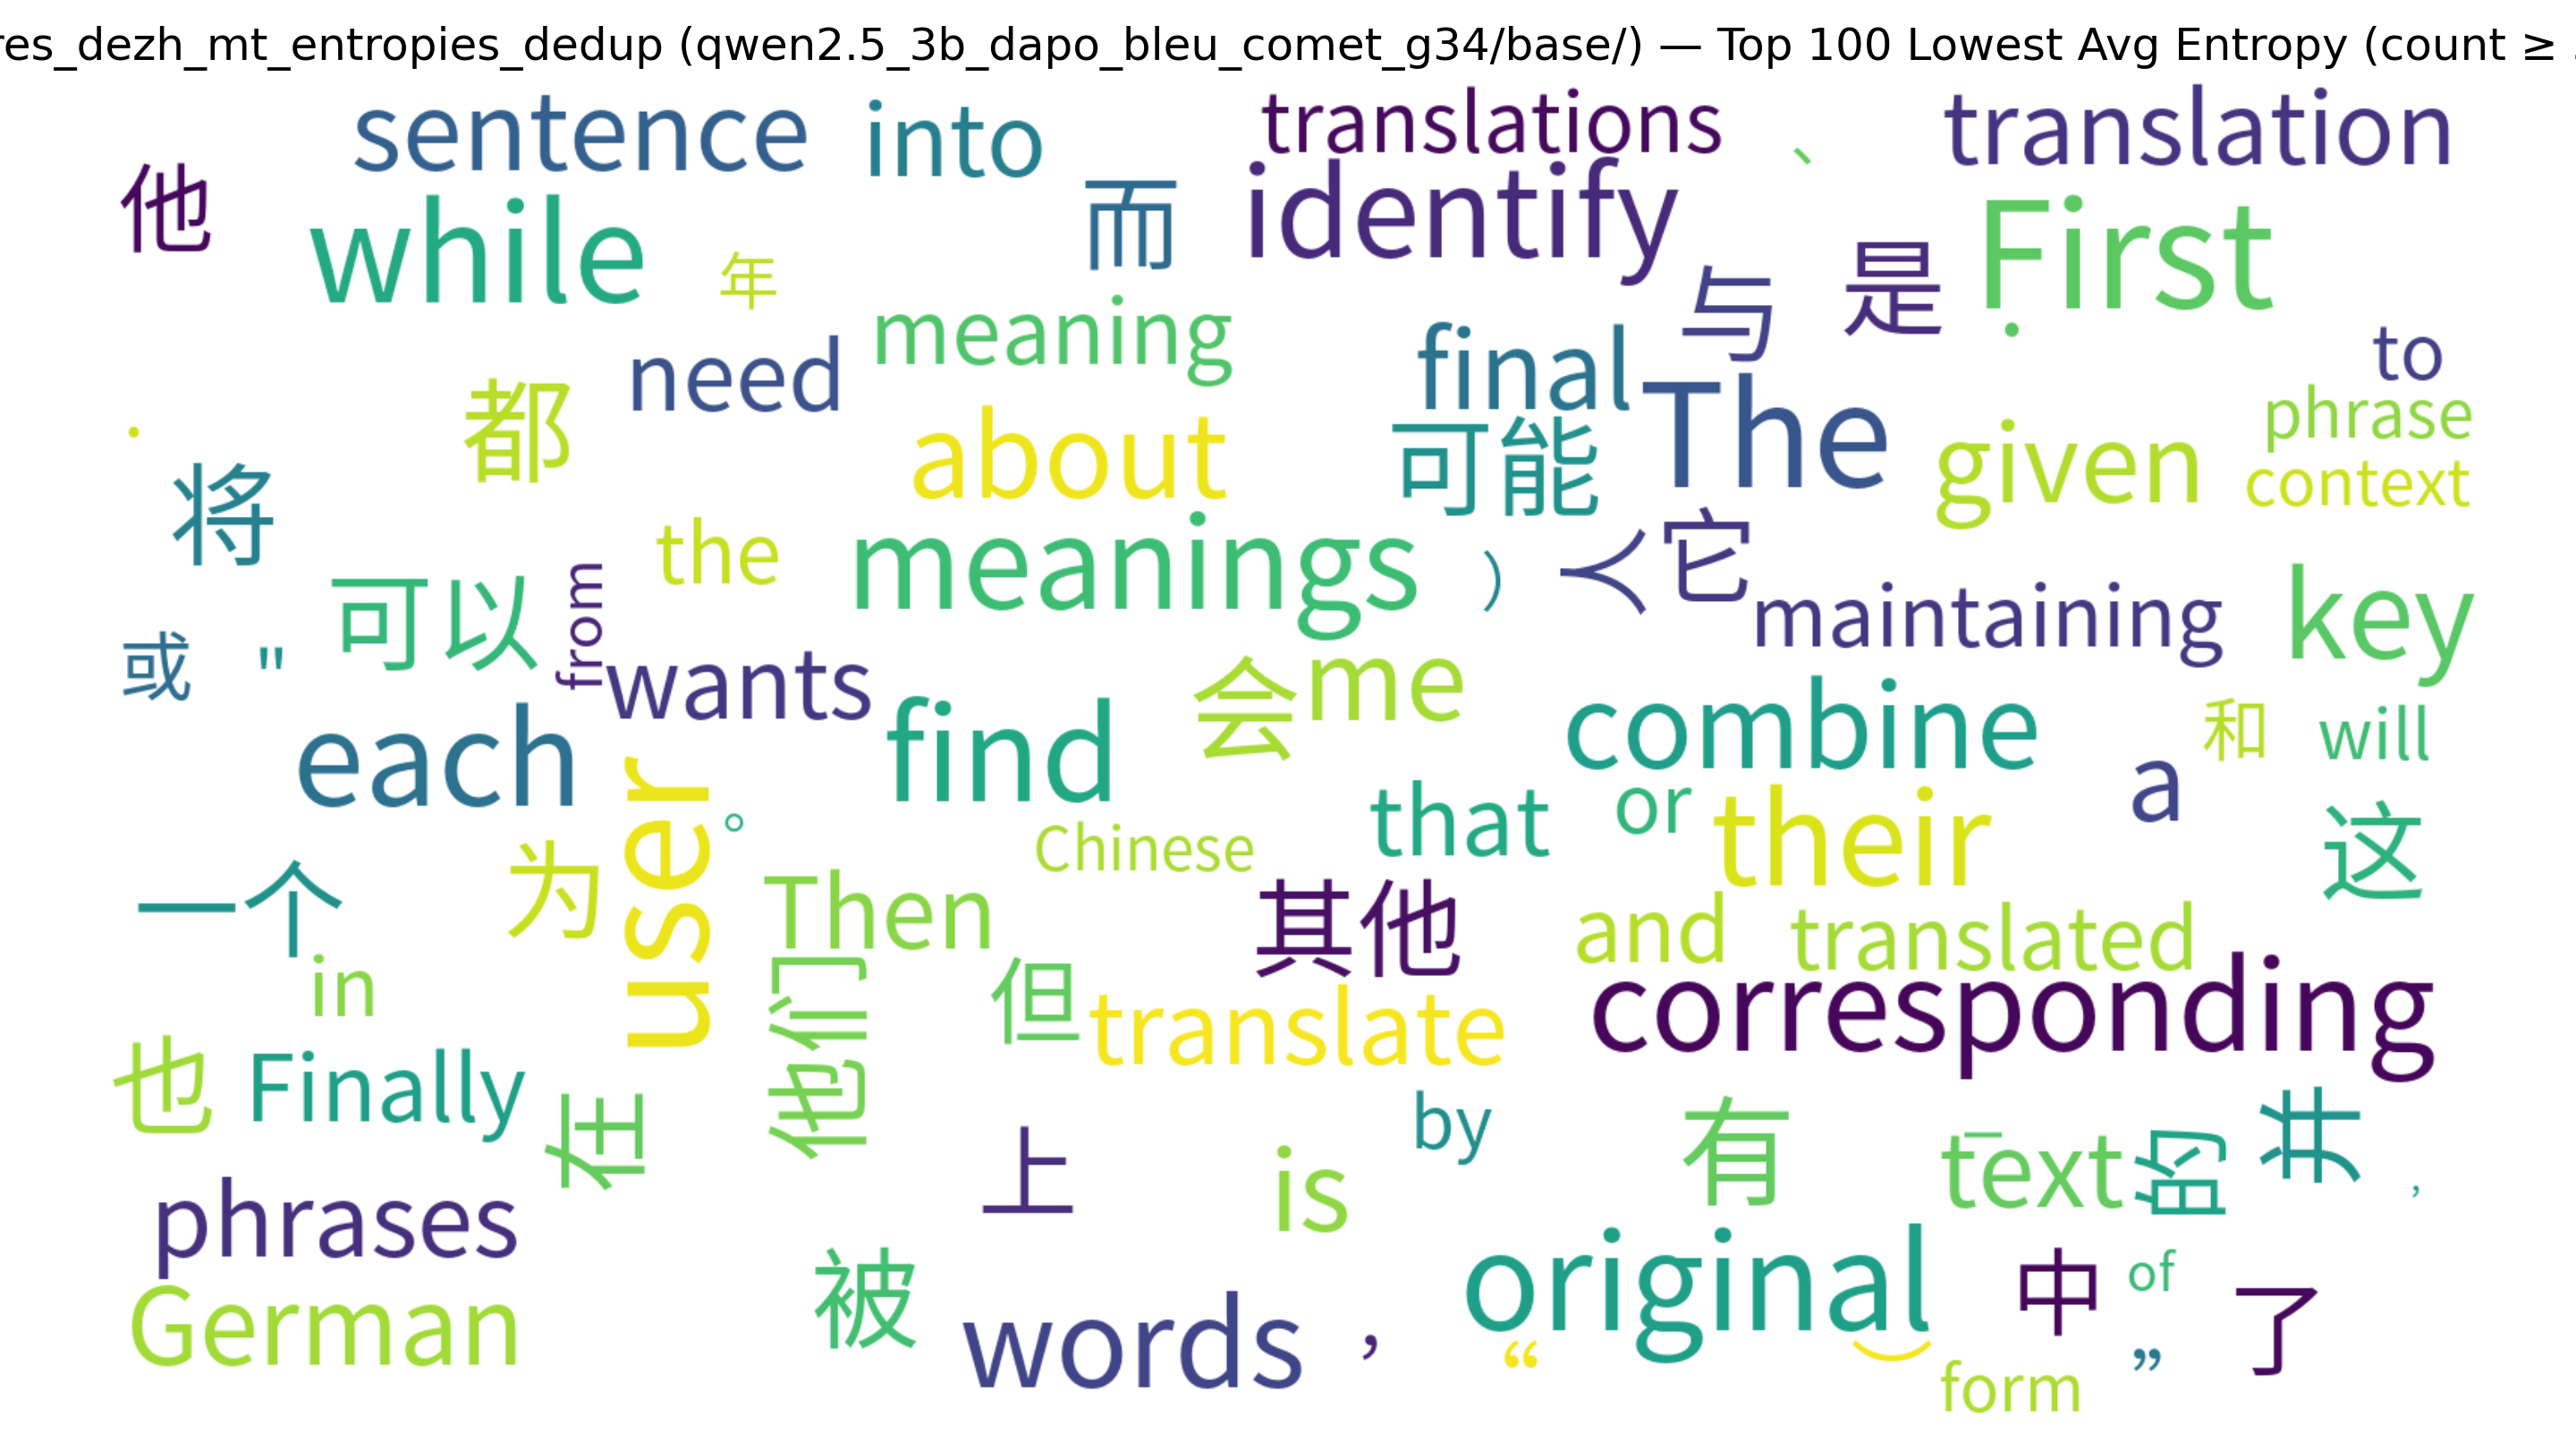 res_dezh_mt_entropies_dedup (qwen2.5_3b_dapo_bleu_comet_g34/base/) — Top 100 Lowest Avg Entropy (count ≥
sentence into translations 、 translation
他 while 年 而 identify 与 是 First
need meaning final The . to
. 都 about 可能 given phrase
context
将 the meanings ） 人 它 key
或 " 可以 from wants 会 me maintaining
each user 。 find combine a 和 will
一个 为 Chinese that or their 这
in Then 其他 and translated
也 Finally 在 他们 但 translate corresponding
phrases 上 is by 有 一 text 的 并 ,
German 被 words ， “ original ） 中 of 了
form ”